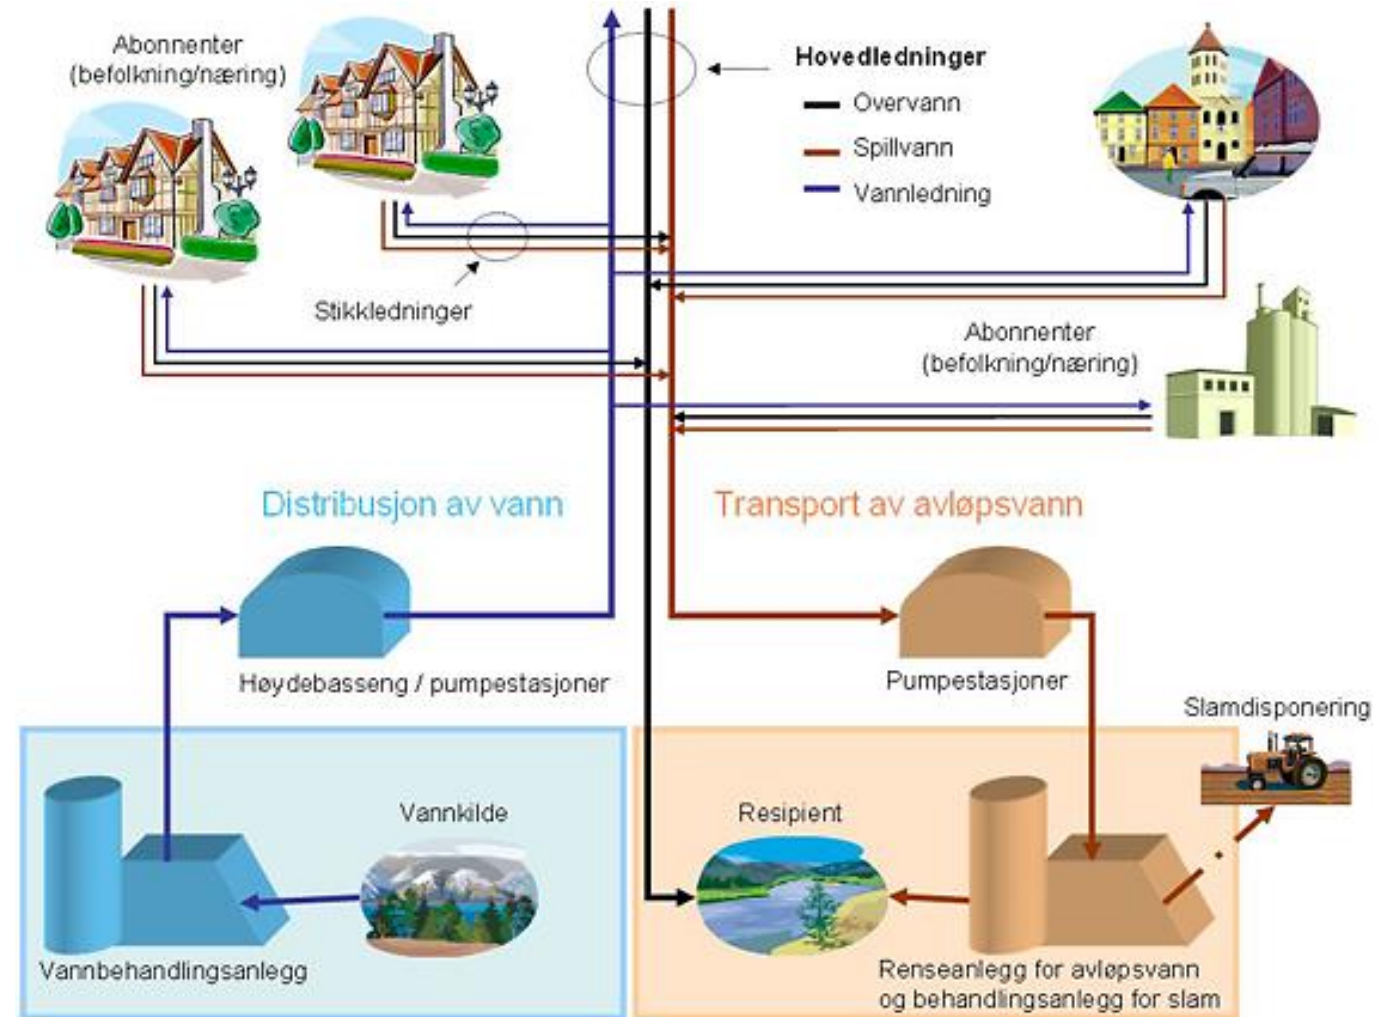 Abonnenter
(befolkning/næring)
Hovedledninger
Overvann
Spillvann
Vannledning
Stikkledninger
Abonnenter
(befolkning/næring)
Distribusjon av vann
Transport av avløpsvann
Høydebasseng / pumpestasjoner
Pumpestasjoner
Slamdisponering
Vannkilde
Resipient
Vannbehandlingsanlegg
Renseanlegg for avløpsvann
og behandlingsanlegg for slam